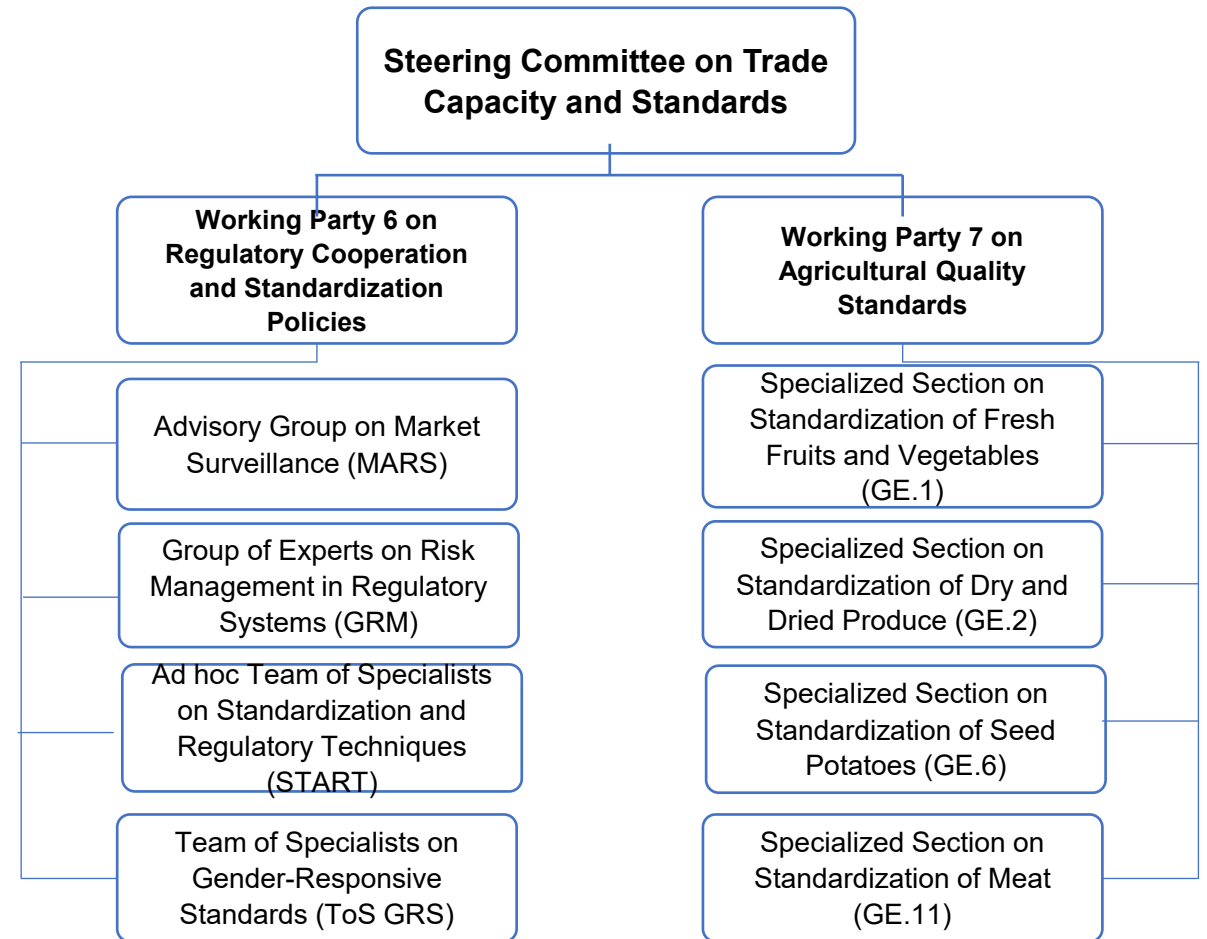 Steering Committee on Trade
Capacity and Standards
Working Party 6 on
Regulatory Cooperation
and Standardization
Policies
Advisory Group on Market
Surveillance (MARS)
Group of Experts on Risk
Management in Regulatory
Systems (GRM)
Ad hoc Team of Specialists
on Standardization and
Regulatory Techniques
(START)
Team of Specialists on
Gender-Responsive
Standards (ToS GRS)
Working Party 7 on
Agricultural Quality
Standards
Specialized Section on
Standardization of Fresh
Fruits and Vegetables
(GE.1)
Specialized Section on
Standardization of Dry and
Dried Produce (GE.2)
Specialized Section on
Standardization of Seed
Potatoes (GE.6)
Specialized Section on
Standardization of Meat
(GE.11)